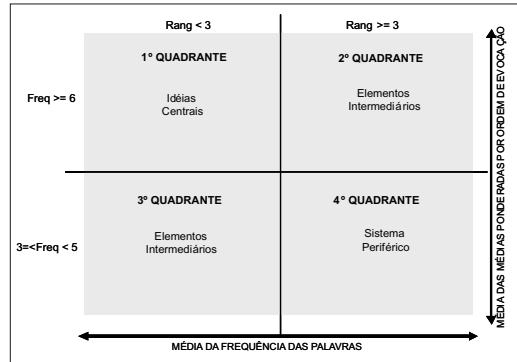 Rang < 3
Rang >= 3
1º QUADRANTE
2º QUADRANTE
Freq >= 6
Idéias
Centrais
Elementos
Intermediários
3º QUADRANTE
4º QUADRANTE
3=<Freq < 5
Elementos
Intermediários
Sistema
Periférico
MÉDIA DA FREQUÊNCIA DAS PALAVRAS
MÉDIA DAS MÉDIAS PONDERADAS POR ORDEM DE EVOCAÇÃO